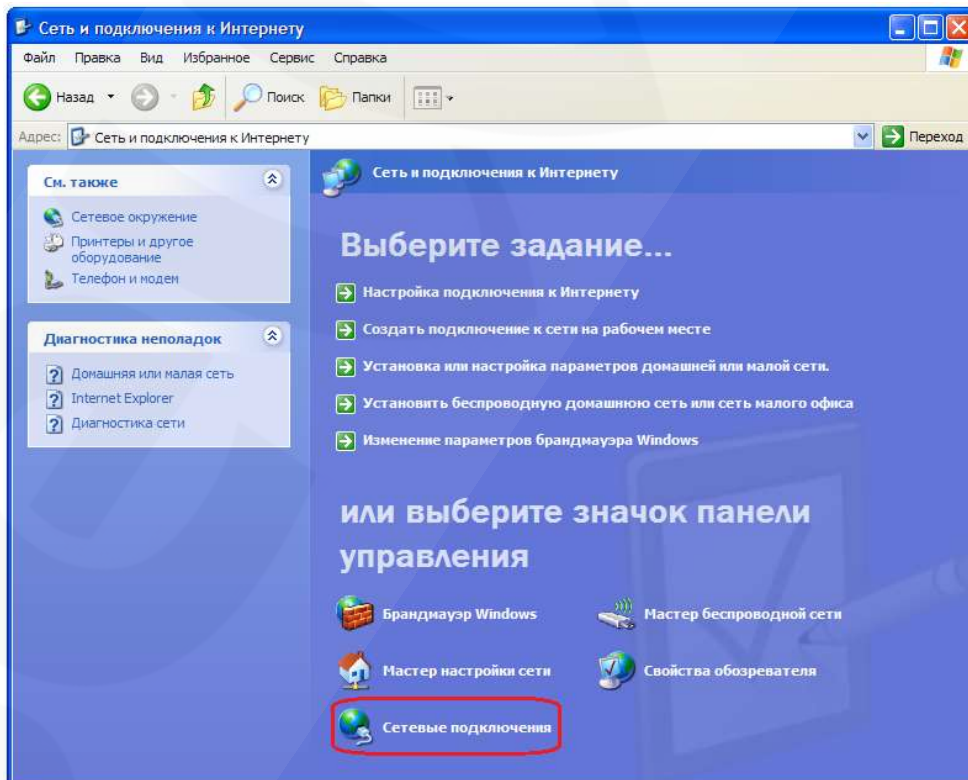 Сеть и подключения к Интернету
Файл Правка Вид Избранное Сервис Справка
Назад Поиск Папки
Адрес: Сеть и подключения к Интернету Переход
См. также
Сетевое окружение
Принтеры и другое
оборудование
Телефон и модем
Диагностика неполадок
Домашняя или малая сеть
Internet Explorer
Диагностика сети
Сеть и подключения к Интернету
Выберите задание...
Настройка подключения к Интернету
Создать подключение к сети на рабочем месте
Установка или настройка параметров домашней или малой сети.
Установить беспроводную домашнюю сеть или сеть малого офиса
Изменение параметров брандмауэра Windows
или выберите значок панели
управления
Брандмауэр Windows
Мастер беспроводной сети
Мастер настройки сети
Свойства обозревателя
Сетевые подключения